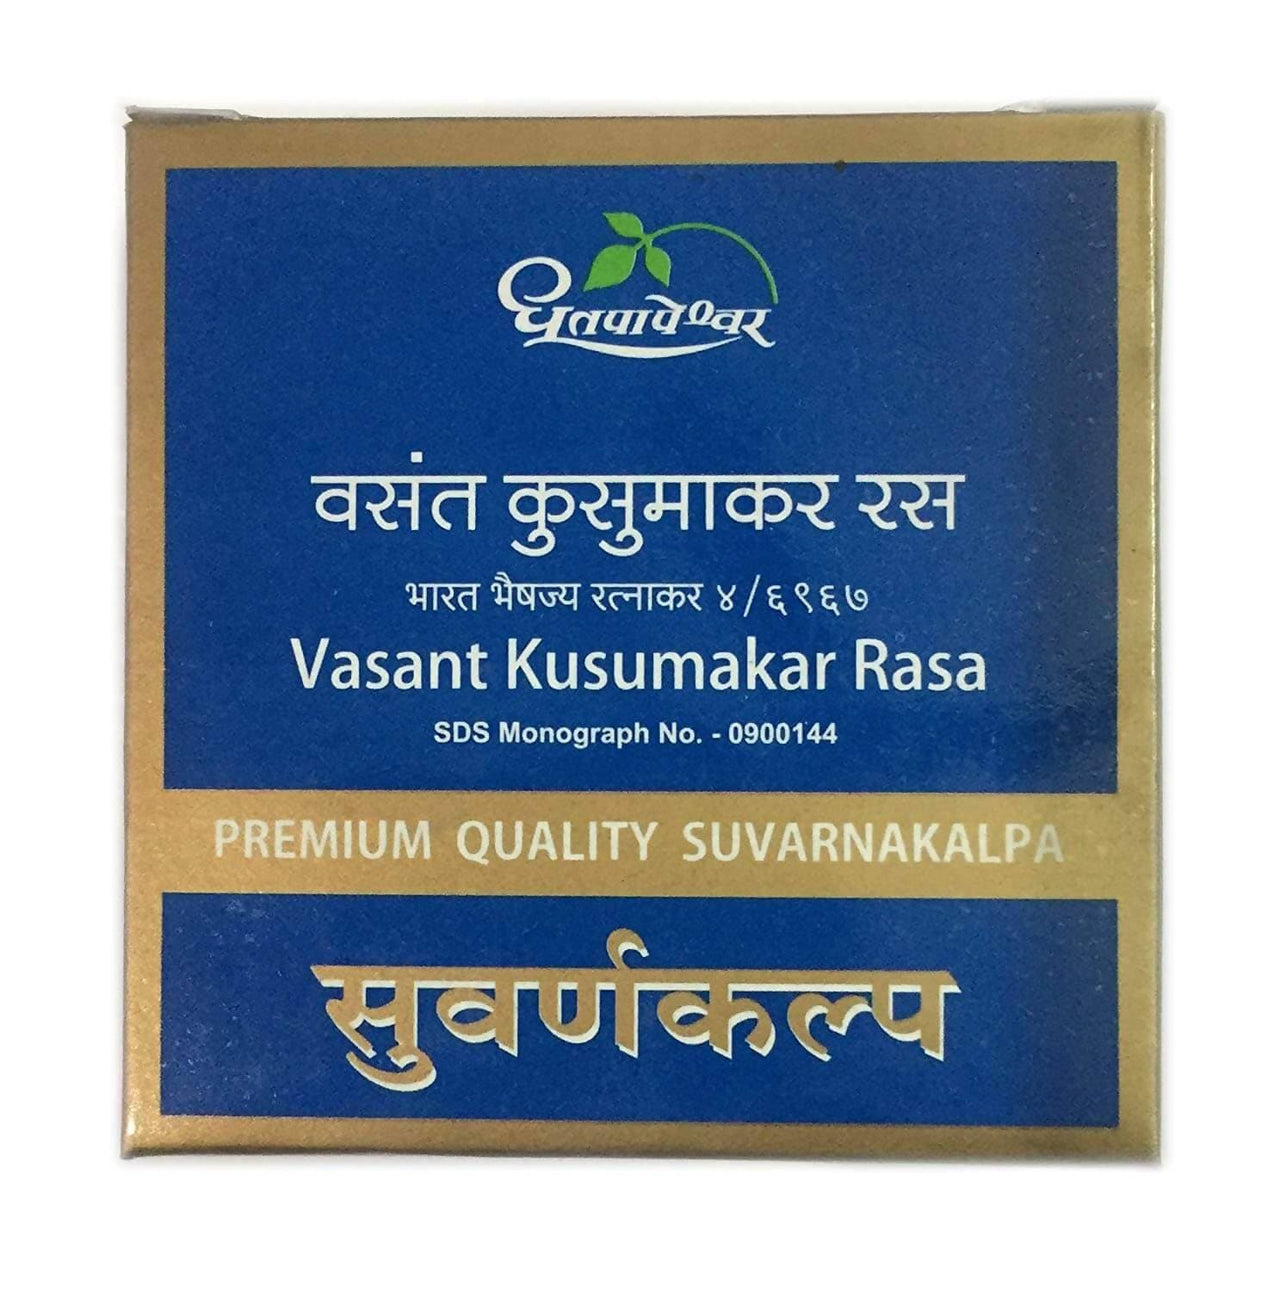 धूतपापेश्वर
वसंत कुसुमाकर रस
भारत भैषज्य रत्नाकर ४/६९६७
Vasant Kusumakar Rasa
SDS Monograph No. - 0900144
PREMIUM QUALITY SUVARNAKALPA
सुवर्णकल्प